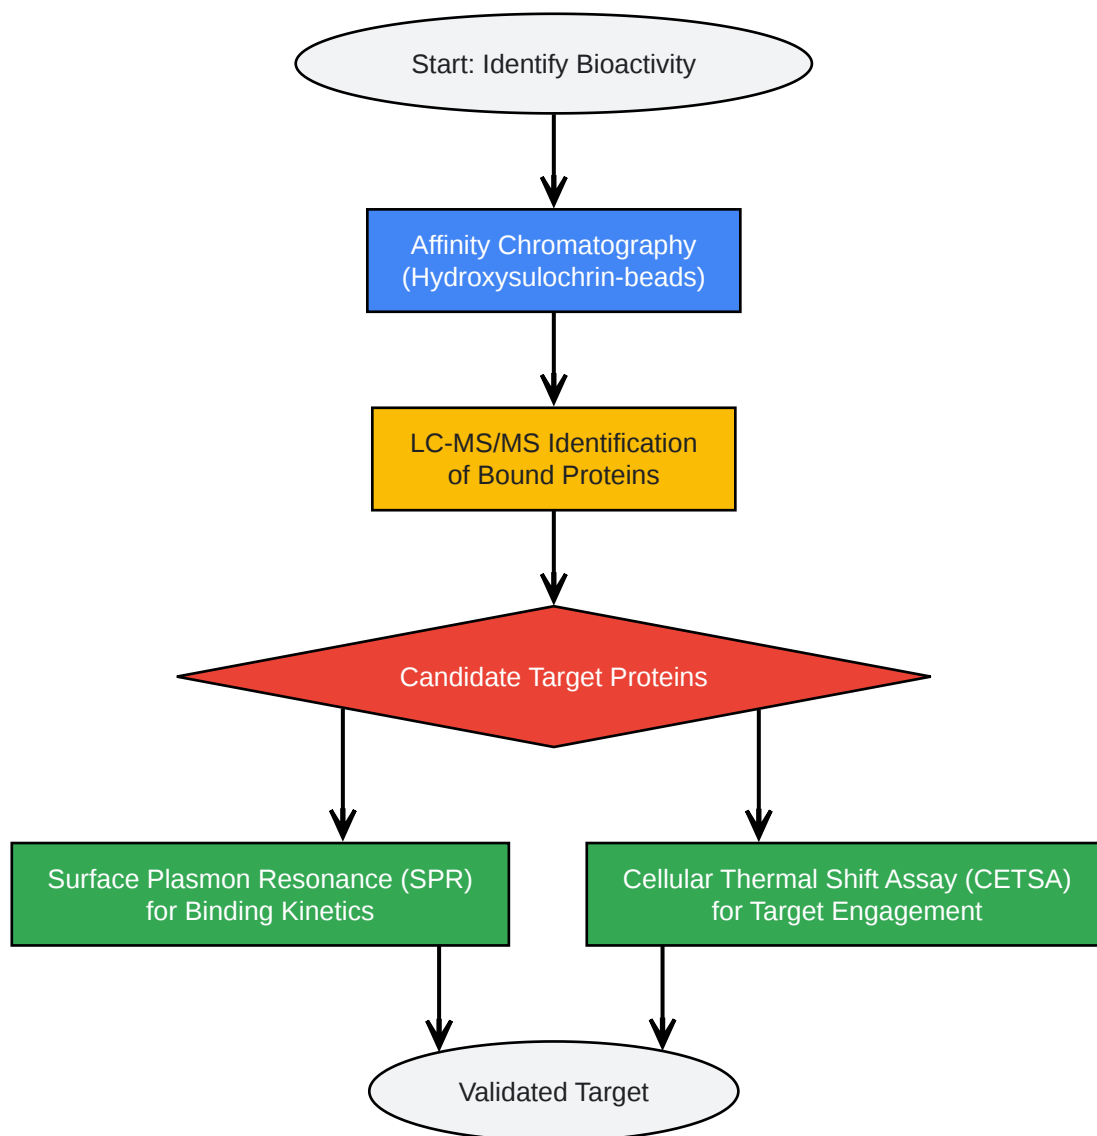 Start: Identify Bioactivity
Affinity Chromatography
(Hydroxysulochrin-beads)
LC-MS/MS Identification
of Bound Proteins
Candidate Target Proteins
Surface Plasmon Resonance (SPR)
for Binding Kinetics
Cellular Thermal Shift Assay (CETSA)
for Target Engagement
Validated Target